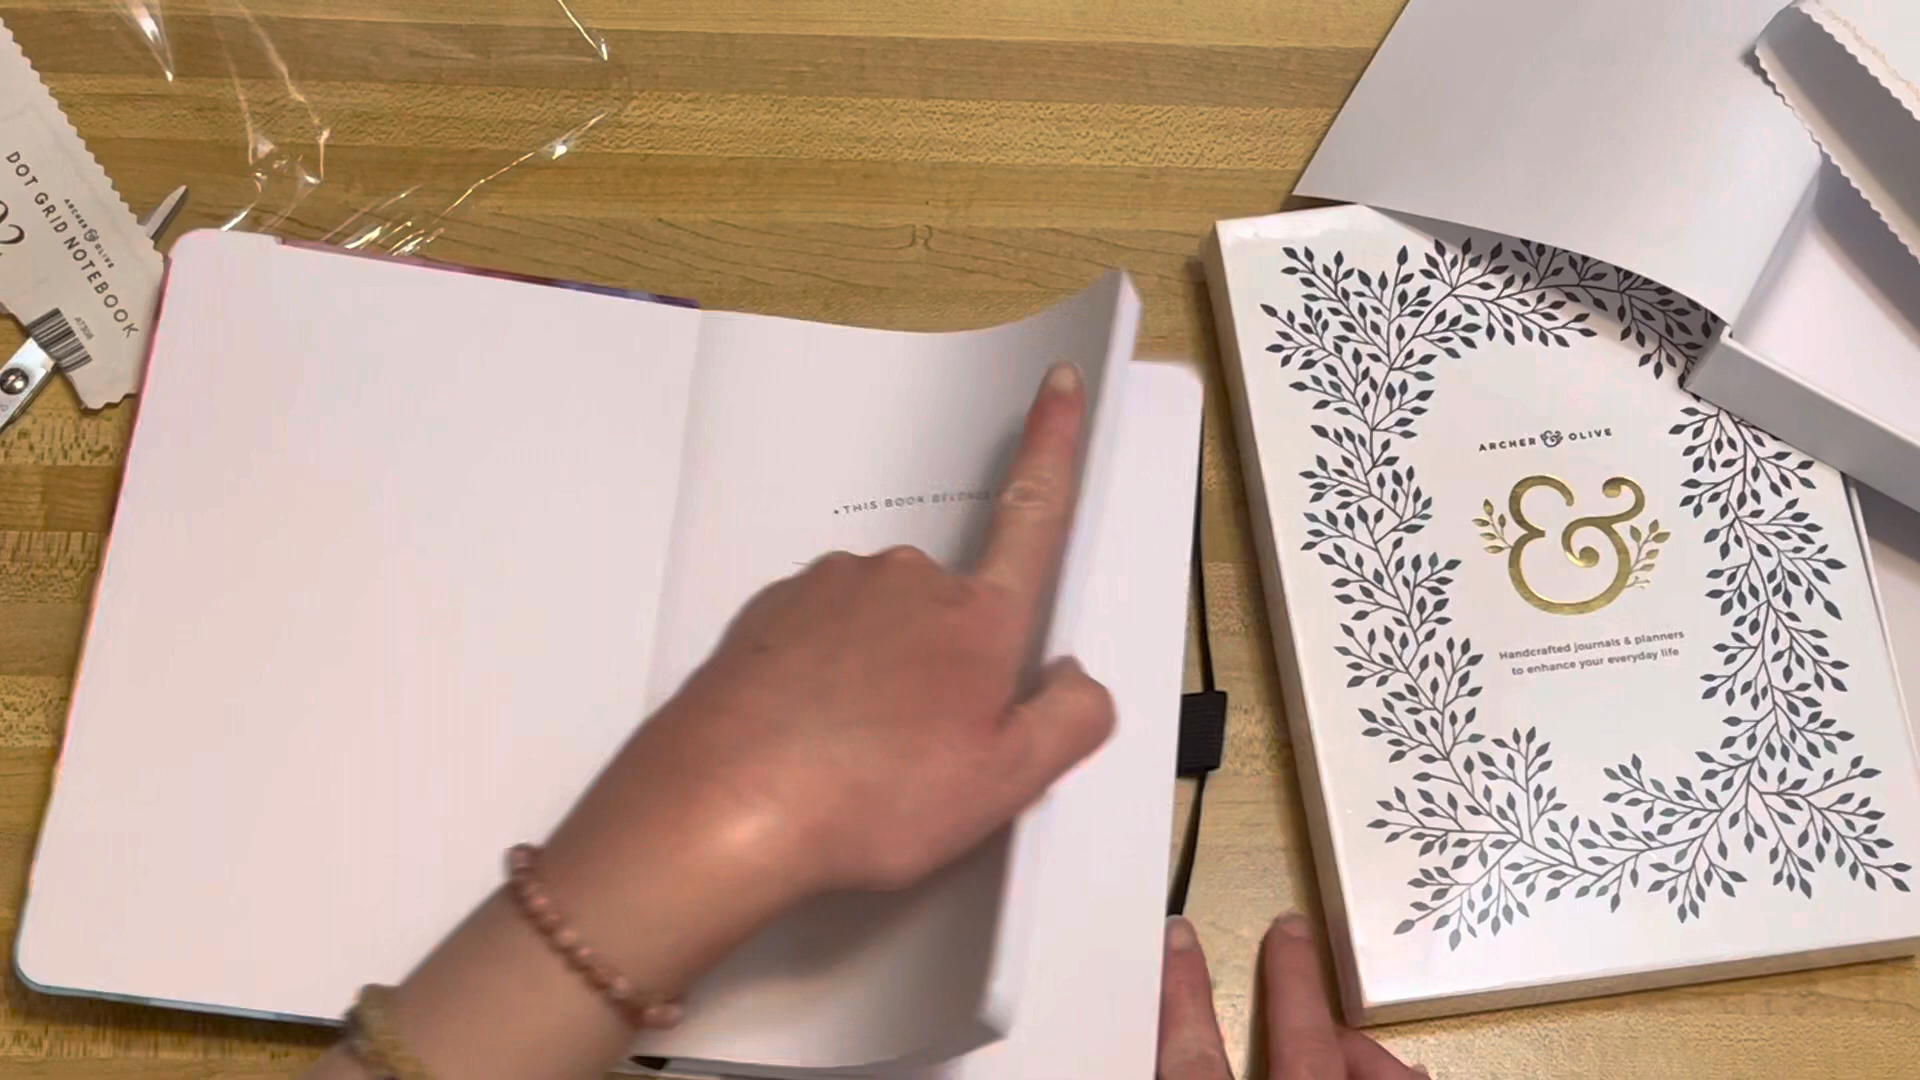 DOT GRID NOTEBOOK
ARCHER & OLIVE
THIS BOOK BELONGS
ARCHER & OLIVE
&
Handcrafted journals & planners
to enhance your everyday life